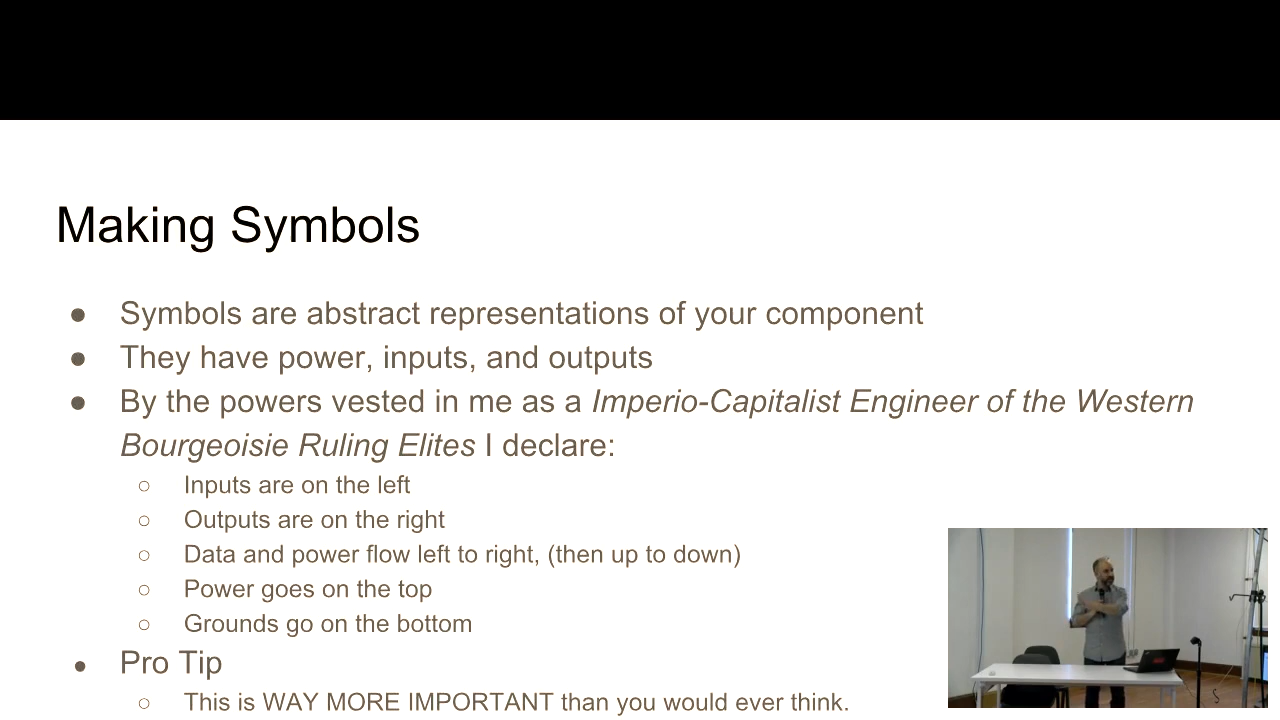 Making Symbols
● Symbols are abstract representations of your component
● They have power, inputs, and outputs
● By the powers vested in me as a Imperio-Capitalist Engineer of the Western
Bourgeoisie Ruling Elites I declare:
○ Inputs are on the left
○ Outputs are on the right
○ Data and power flow left to right, (then up to down)
○ Power goes on the top
○ Grounds go on the bottom
● Pro Tip
○ This is WAY MORE IMPORTANT than you would ever think.